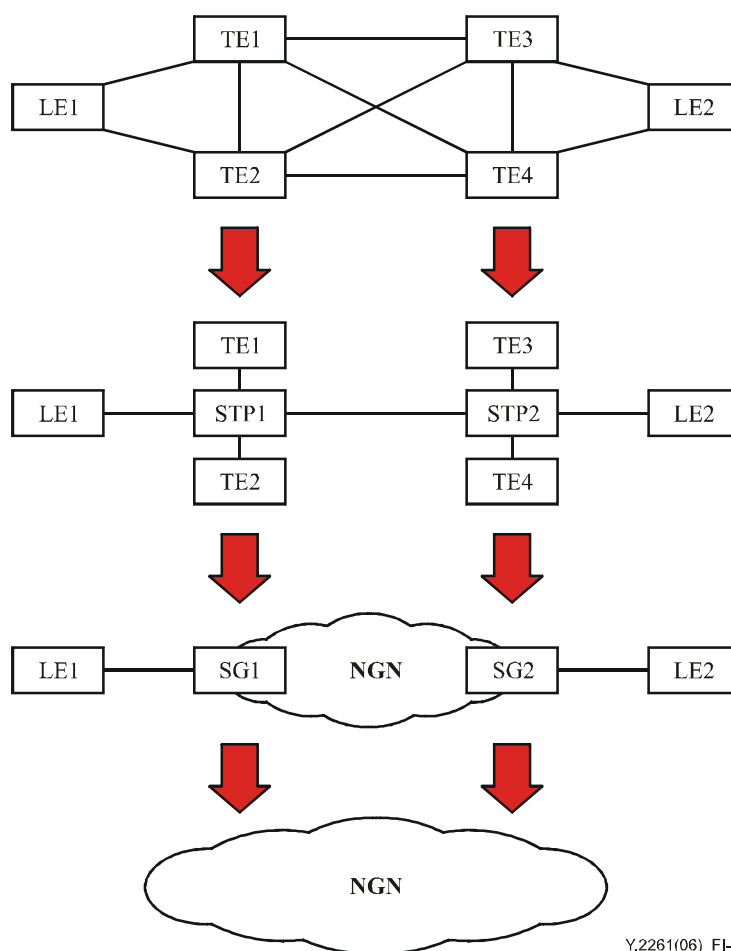 TE1 TE3
LE1 LE2
TE2 TE4
TE1 TE3
LE1 STP1 STP2 LE2
TE2 TE4
LE1 SG1 NGN SG2 LE2
NGN
Y.2261(06)_FI-